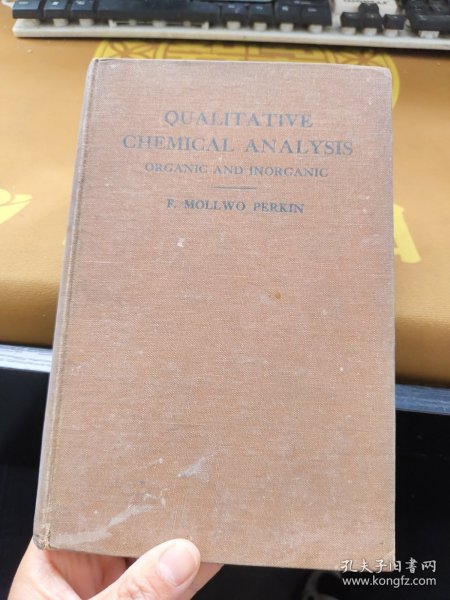 QUALITATIVE
CHEMICAL ANALYSIS
ORGANIC AND INORGANIC
F. MOLLWO PERKIN
孔夫子旧书网
www.kongfz.com